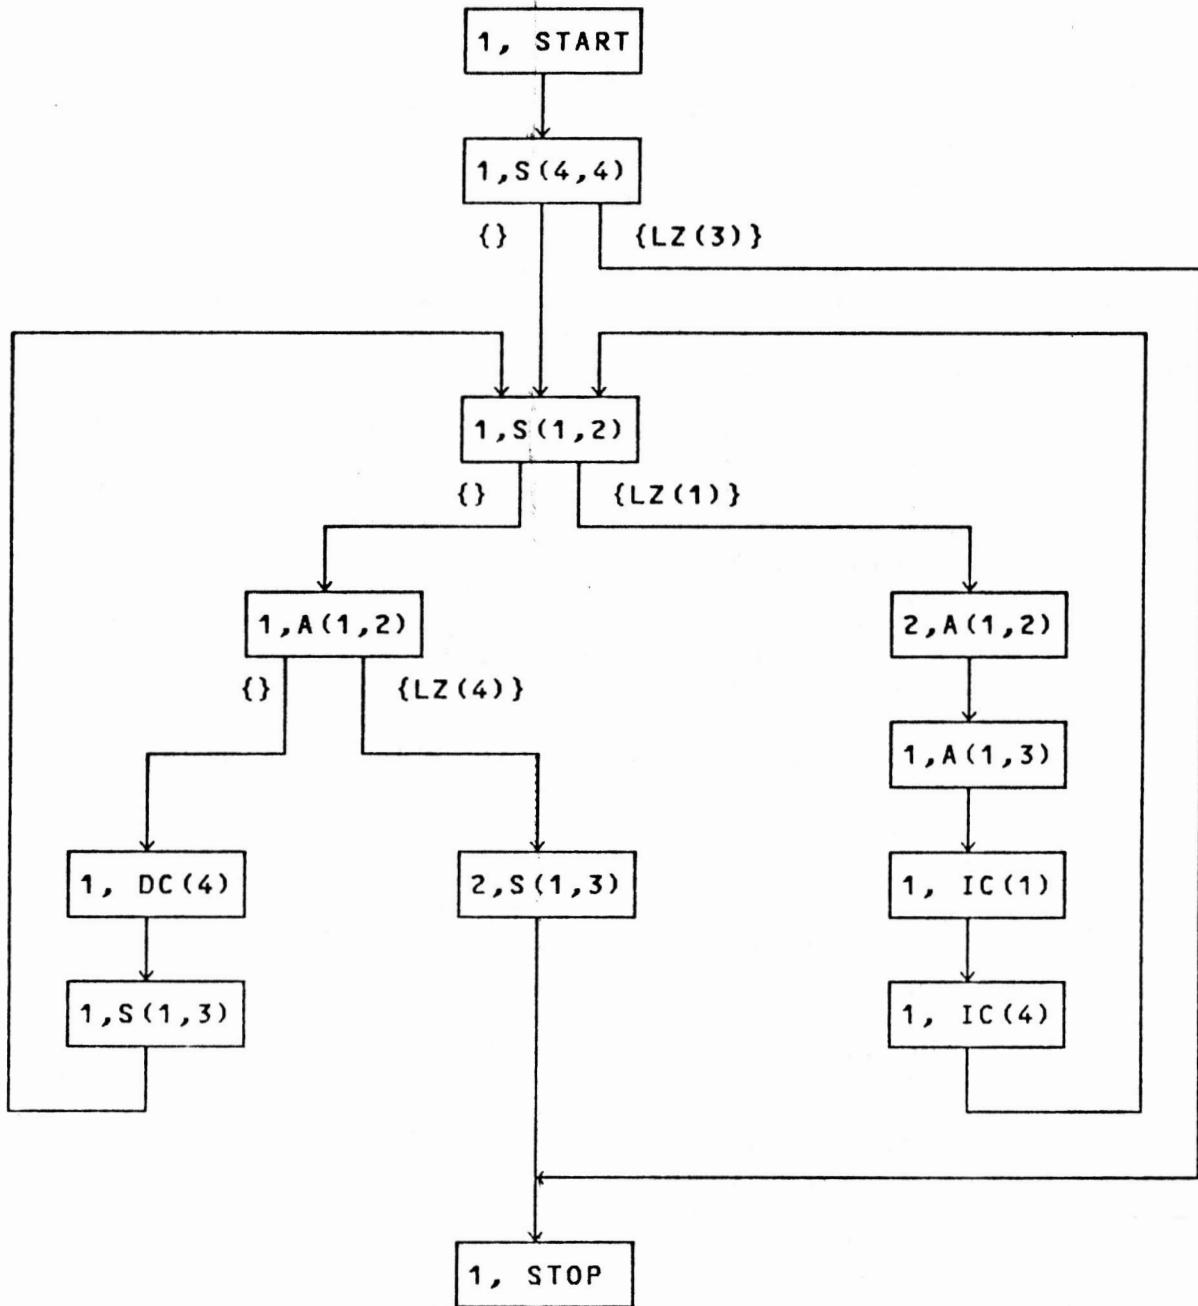 1, START
1,S(4,4)
{} {LZ(3)}
1,S(1,2)
{} {LZ(1)}
1,A(1,2) 2,A(1,2)
{} {LZ(4)}
1,A(1,3)
1, DC(4) 2,S(1,3) 1, IC(1)
1,S(1,3) 1, IC(4)
1, STOP